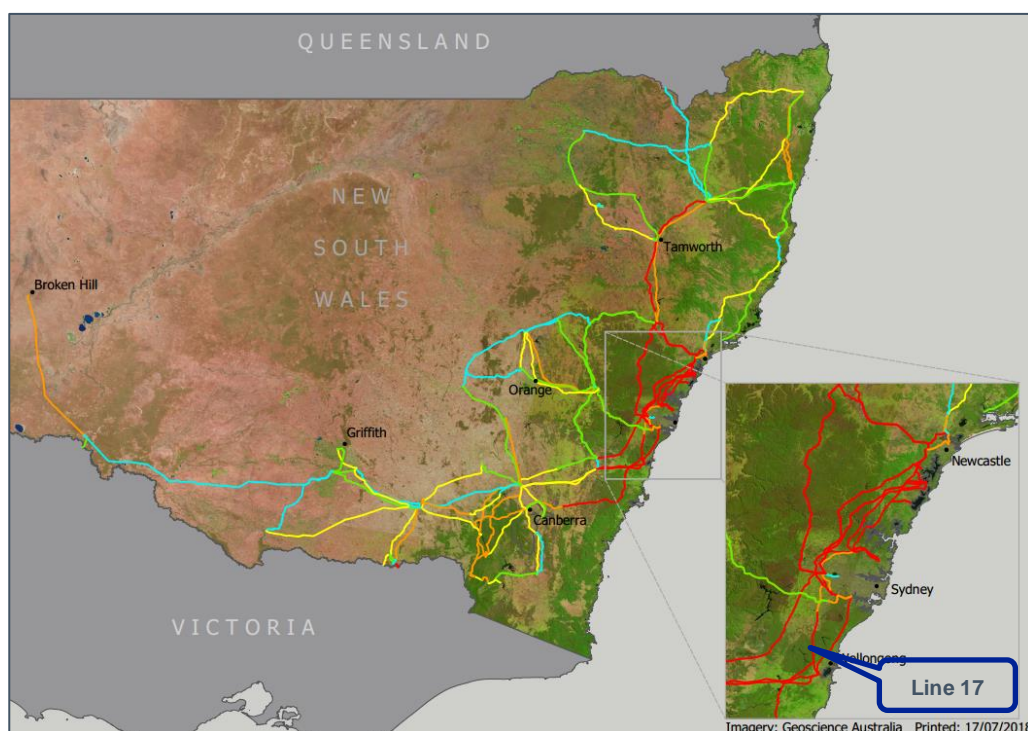 QUEENSLAND
NEW
SOUTH
WALES
Tamworth
Broken Hill
Orange
Griffith
Canberra
VICTORIA
Newcastle
Sydney
Wollongong
Line 17
Imagery: Geoscience Australia Printed: 17/07/2018